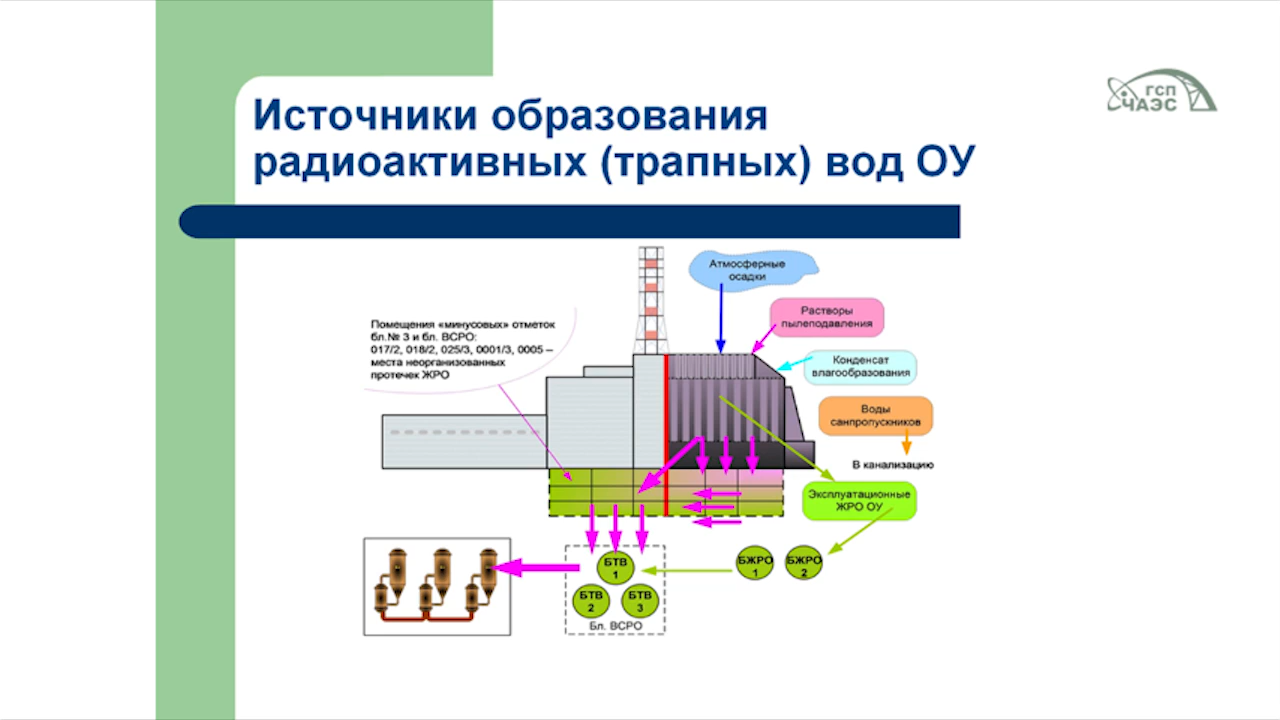 ГСП
ЧАЭС
Источники образования
радиоактивных (трапных) вод ОУ
Атмосферные
осадки
Растворы
пылеподавления
Помещения «минусовых» отметок
бл.№ 3 и бл. ВСРО:
017/2, 018/2, 025/3, 0001/3, 0005 –
места неорганизованных
протечек ЖРО
Конденсат
влагообразования
Воды
санпропускников
В канализацию
Эксплуатационные
ЖРО ОУ
БТВ
1
БТВ
2
БТВ
3
Бл. ВСРО
БЖРО
1
БЖРО
2